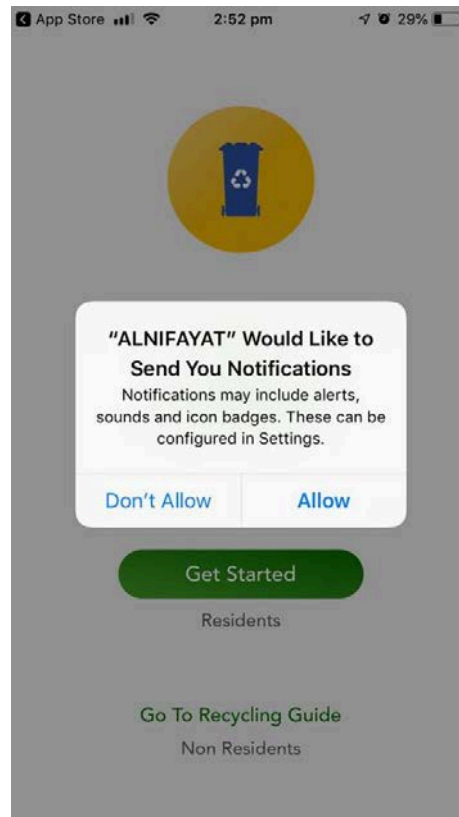 App Store 2:52 pm 29%
"ALNIFAYAT" Would Like to
Send You Notifications
Notifications may include alerts,
sounds and icon badges. These can be
configured in Settings.
Don't Allow Allow
Get Started
Residents
Go To Recycling Guide
Non Residents